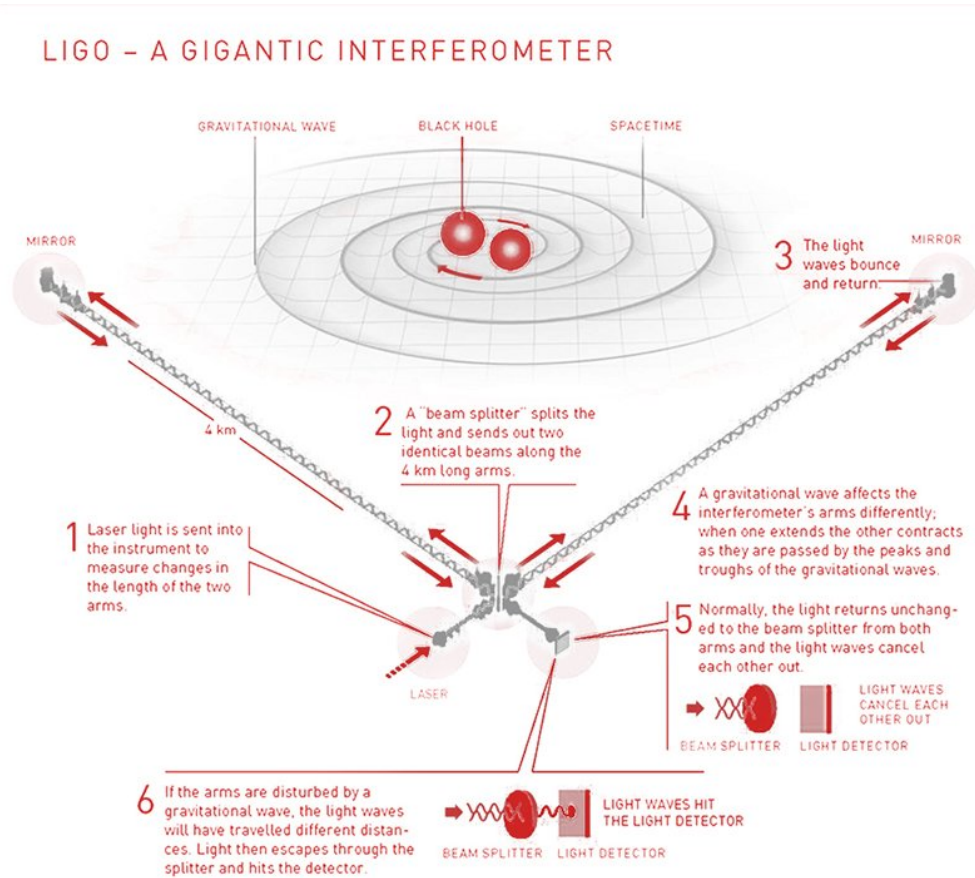 LIGO – A GIGANTIC INTERFEROMETER
GRAVITATIONAL WAVE
BLACK HOLE
SPACETIME
MIRROR
MIRROR
3 The light
waves bounce
and return.
4 km
2 A "beam splitter" splits the
light and sends out two
identical beams along the
4 km long arms.
1 Laser light is sent into
the instrument to
measure changes in
the length of the two
arms.
4 A gravitational wave affects the
interferometer's arms differently;
when one extends the other contracts
as they are passed by the peaks and
troughs of the gravitational waves.
5 Normally, the light returns unchang-
ed to the beam splitter from both
arms and the light waves cancel
each other out.
LASER
LIGHT WAVES
CANCEL EACH
OTHER OUT
BEAM SPLITTER
LIGHT DETECTOR
6 If the arms are disturbed by a
gravitational wave, the light waves
will have travelled different distan-
ces. Light then escapes through the
splitter and hits the detector.
LIGHT WAVES HIT
THE LIGHT DETECTOR
BEAM SPLITTER
LIGHT DETECTOR